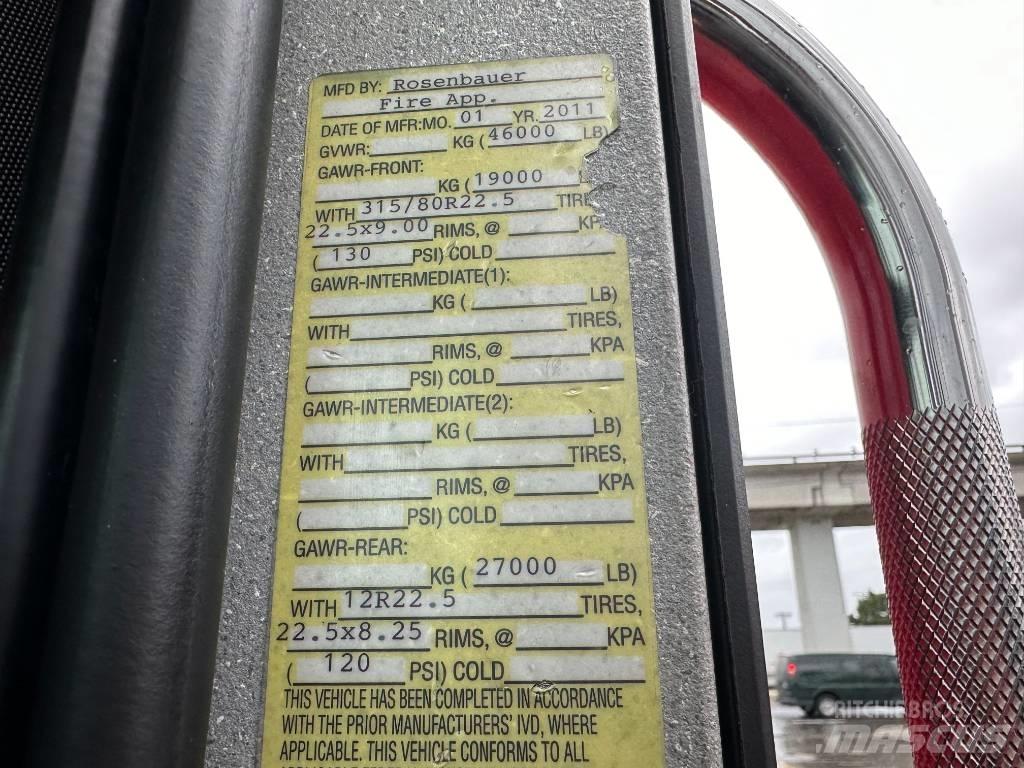 MFD BY: Rosenbauer
Fire App.
DATE OF MFR:MO. 01 YR. 2011
GVWR: KG ( 46000 LB)
GAWR-FRONT:
KG ( 19000
WITH 315/80R22.5 TIRE
22.5x9.00 RIMS, @ KP
( 130 PSI) COLD
GAWR-INTERMEDIATE(1):
KG ( LB)
WITH TIRES,
RIMS, @ KPA
( PSI) COLD
GAWR-INTERMEDIATE(2):
KG ( LB)
WITH TIRES,
RIMS, @ KPA
( PSI) COLD
GAWR-REAR:
KG ( 27000 LB)
WITH 12R22.5 TIRES,
22.5x8.25 RIMS, @ KPA
( 120 PSI) COLD
THIS VEHICLE HAS BEEN COMPLETED IN ACCORDANCE
WITH THE PRIOR MANUFACTURERS' IVD, WHERE
APPLICABLE. THIS VEHICLE CONFORMS TO ALL
RITCHIE BROS
MASCUS